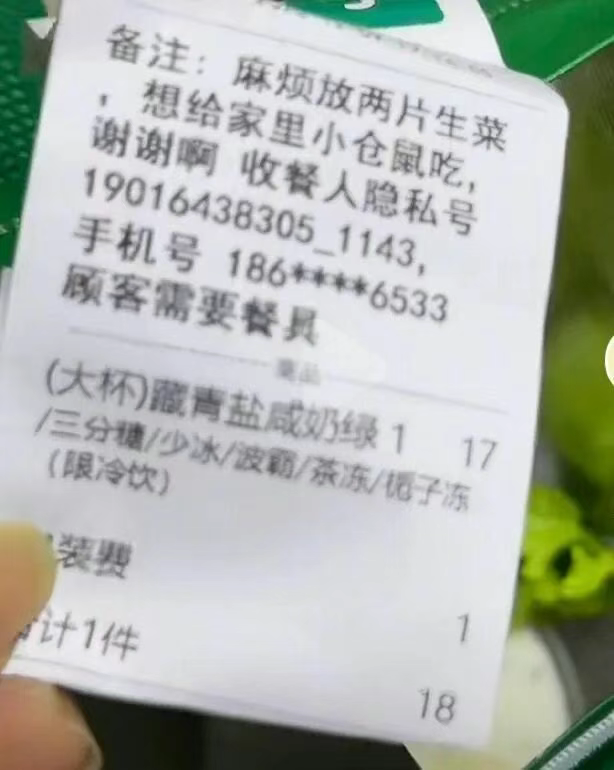 备注：麻烦放两片生菜
，想给家里小仓鼠吃，
谢谢啊 收餐人隐私号
19016438305_1143,
手机号 186****6533
顾客需要餐具
商品
(大杯)藏青盐咸奶绿 1 17
/三分糖/少冰/波霸/茶冻/栀子冻
(限冷饮)
装费 1
合计1件 18